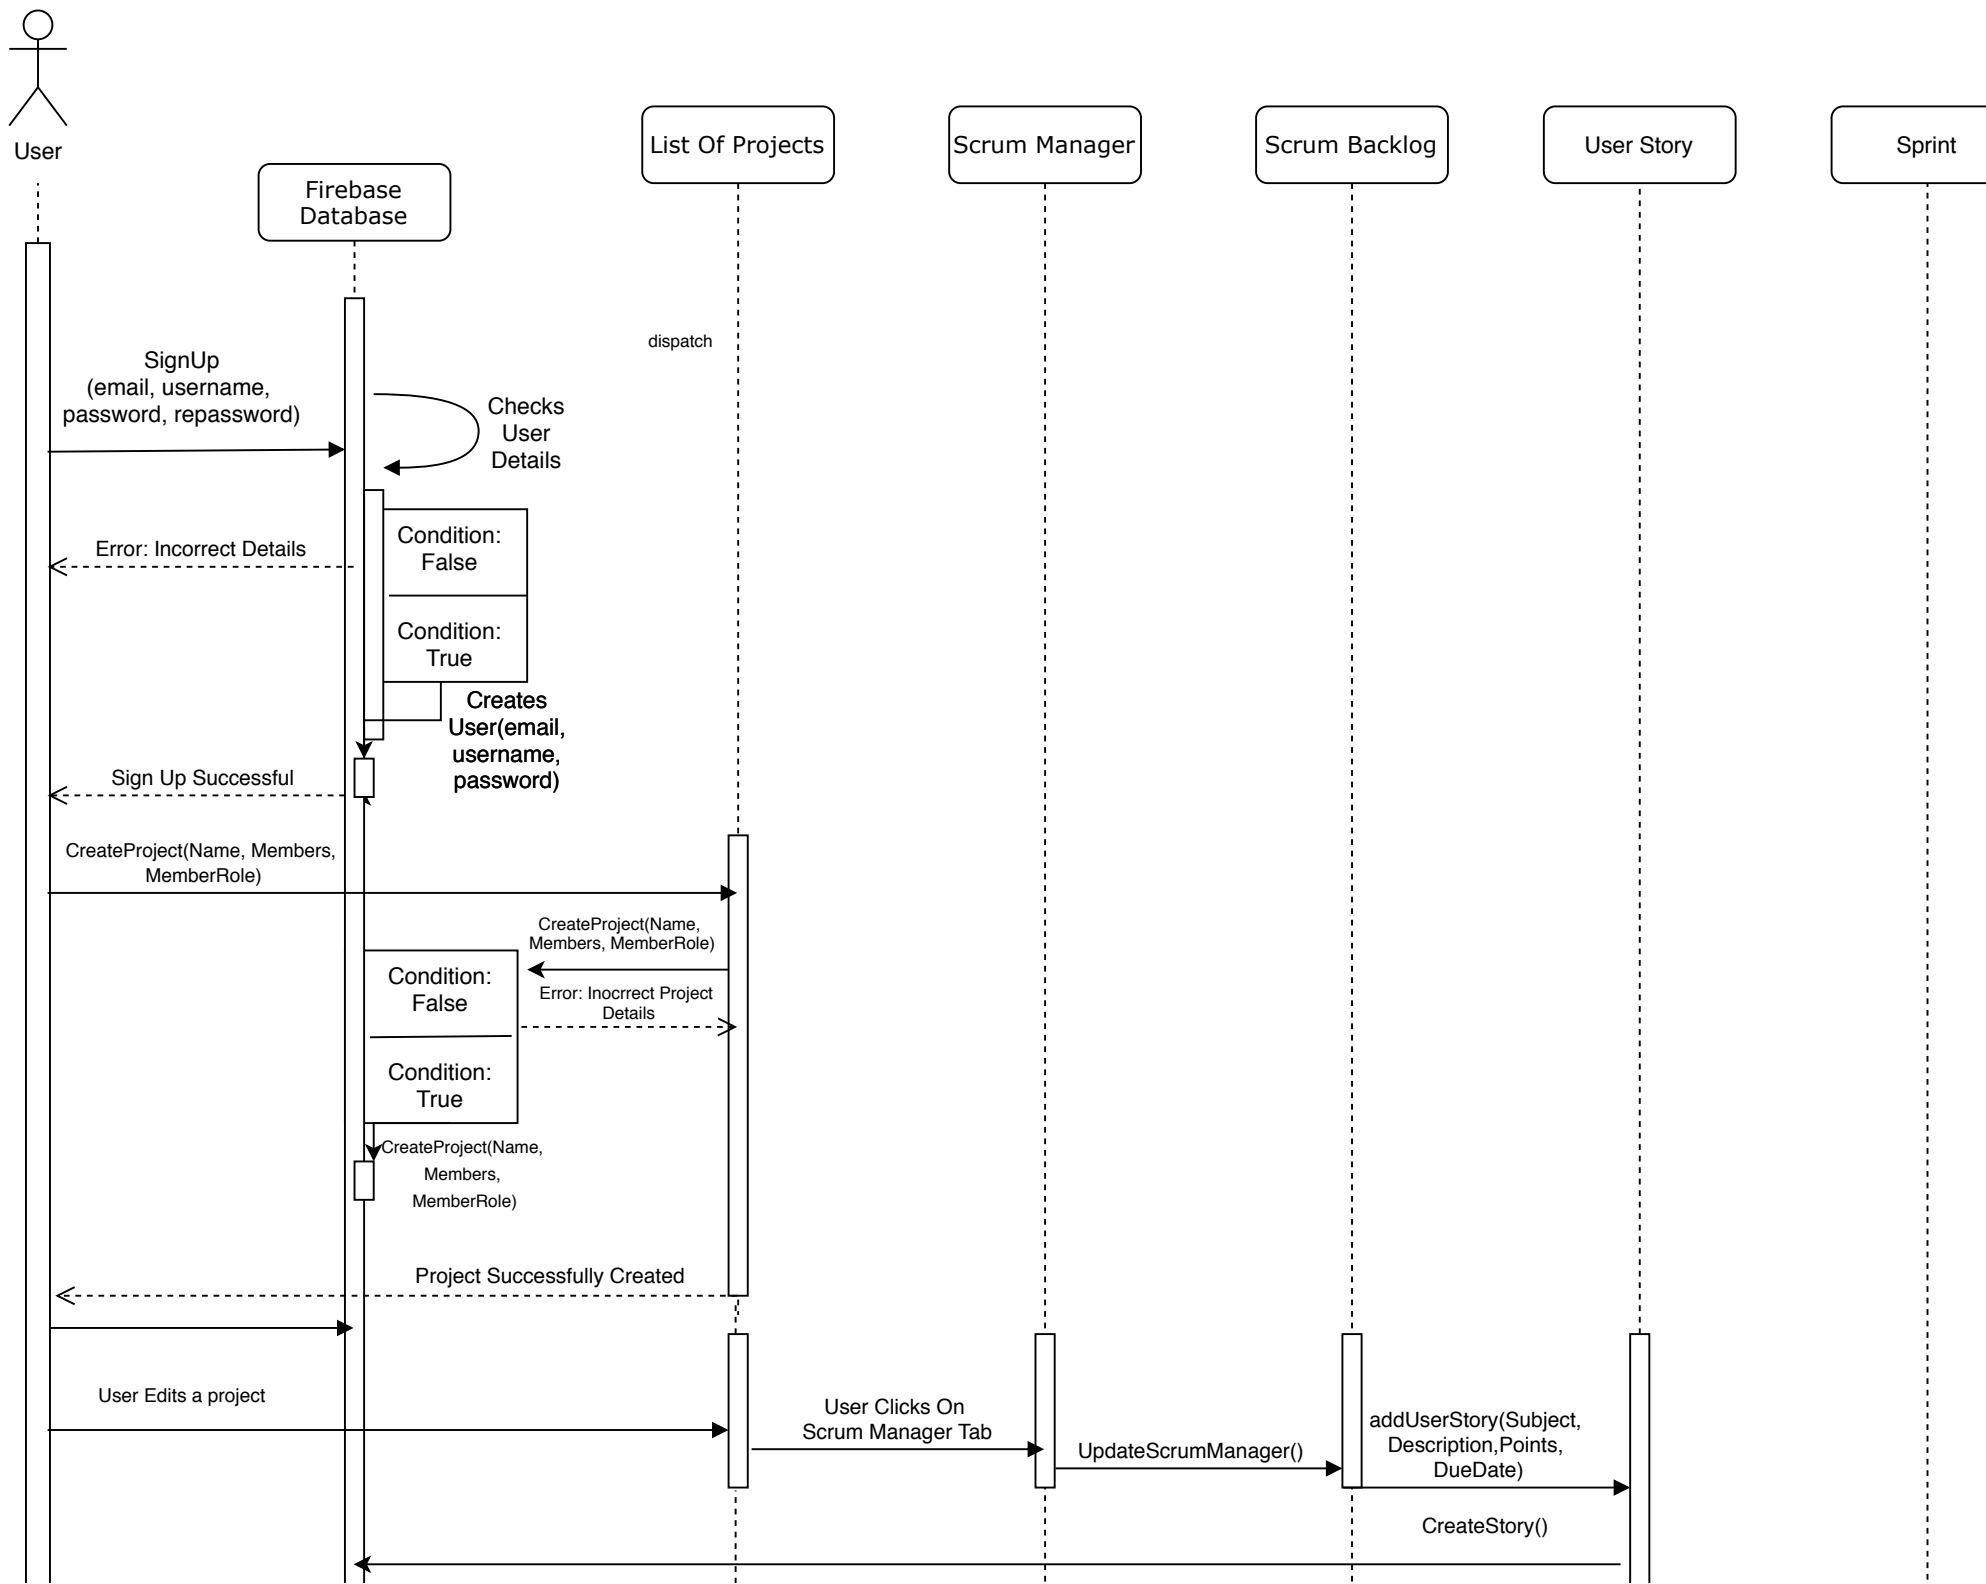 User
Firebase
Database
List Of Projects
Scrum Manager
Scrum Backlog
User Story
Sprint
dispatch
SignUp
(email, username,
password, repassword)
Checks
User
Details
Error: Incorrect Details
Condition:
False
Condition:
True
Creates
User(email,
username,
password)
Sign Up Successful
CreateProject(Name, Members,
MemberRole)
CreateProject(Name,
Members, MemberRole)
Error: Inocrrect Project
Details
Condition:
False
Condition:
True
CreateProject(Name,
Members,
MemberRole)
Project Successfully Created
User Edits a project
User Clicks On
Scrum Manager Tab
UpdateScrumManager()
addUserStory(Subject,
Description,Points,
DueDate)
CreateStory()